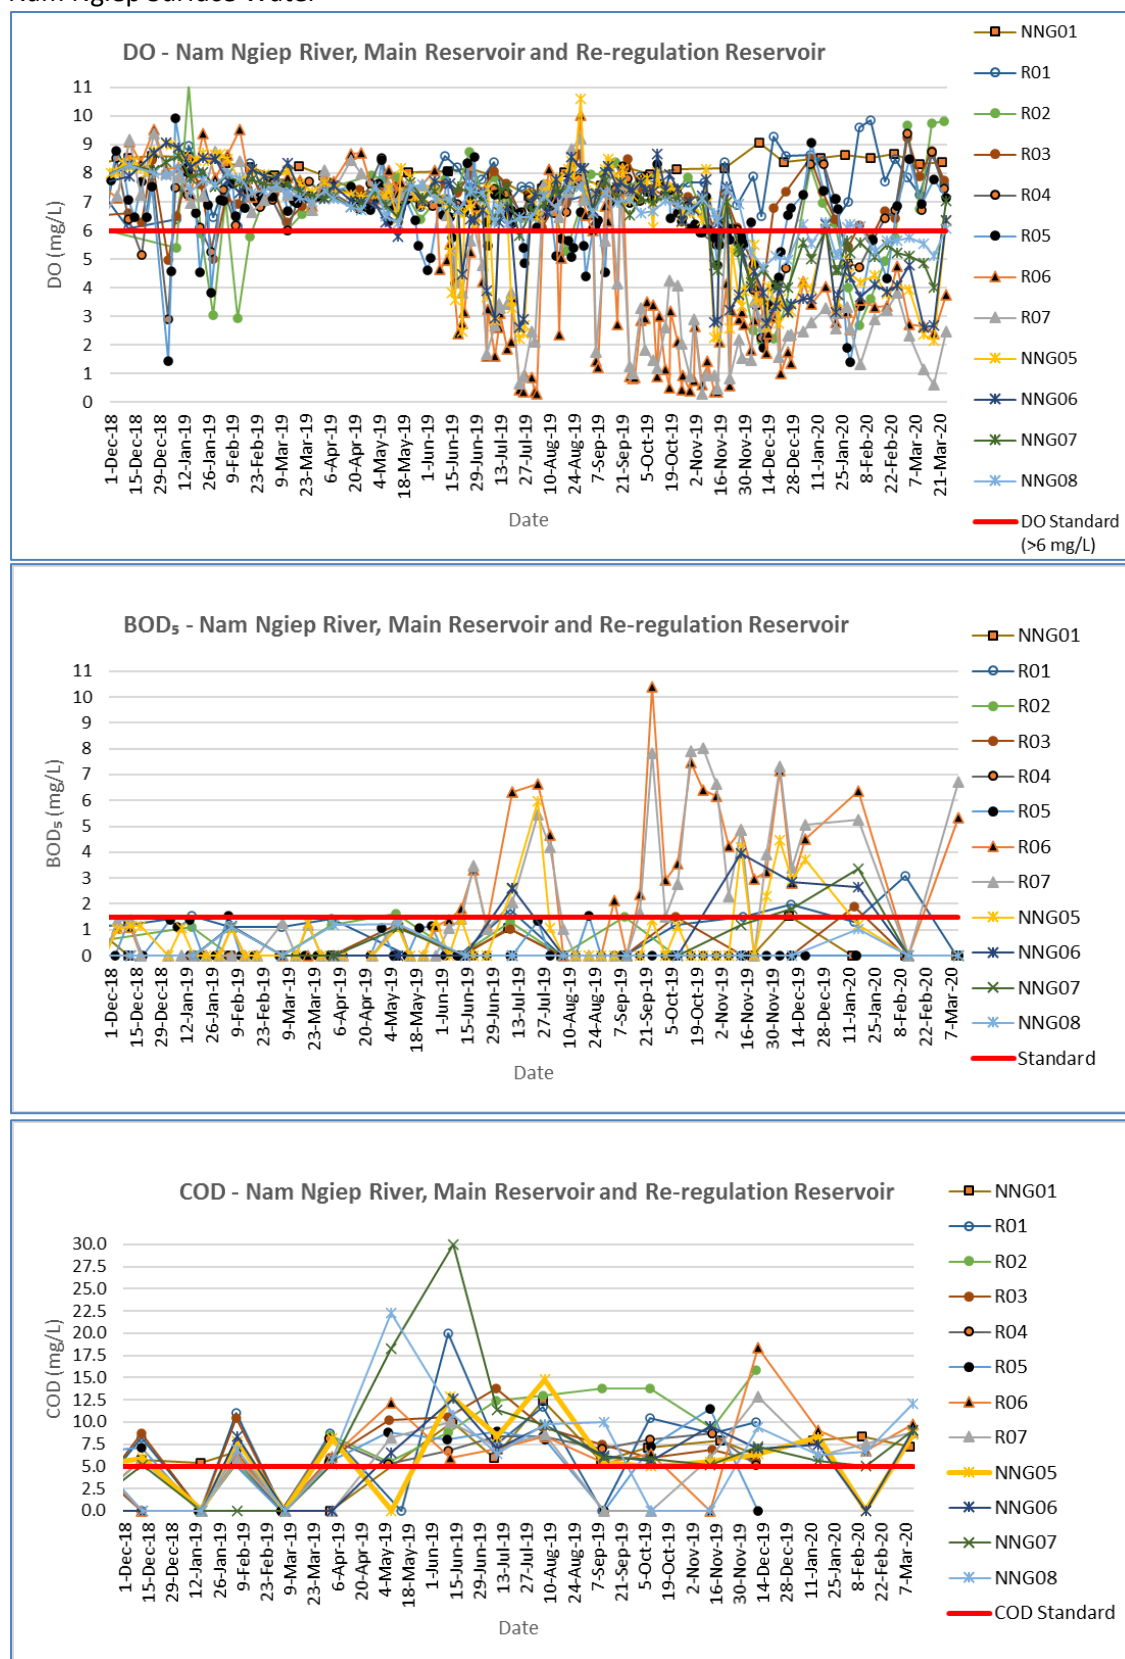 Nam Ngiep Surface Water
DO - Nam Ngiep River, Main Reservoir and Re-regulation Reservoir
DO (mg/L)
11
10
9
8
7
6
5
4
3
2
1
0
1-Dec-18
15-Dec-18
29-Dec-18
12-Jan-19
26-Jan-19
9-Feb-19
23-Feb-19
9-Mar-19
23-Mar-19
6-Apr-19
20-Apr-19
4-May-19
18-May-19
1-Jun-19
15-Jun-19
29-Jun-19
13-Jul-19
27-Jul-19
10-Aug-19
24-Aug-19
7-Sep-19
21-Sep-19
5-Oct-19
19-Oct-19
2-Nov-19
16-Nov-19
30-Nov-19
14-Dec-19
28-Dec-19
11-Jan-20
25-Jan-20
8-Feb-20
22-Feb-20
7-Mar-20
21-Mar-20
Date
NNG01
R01
R02
R03
R04
R05
R06
R07
NNG05
NNG06
NNG07
NNG08
DO Standard
(>6 mg/L)
BOD₅ - Nam Ngiep River, Main Reservoir and Re-regulation Reservoir
BOD₅ (mg/L)
11
10
9
8
7
6
5
4
3
2
1
0
1-Dec-18
15-Dec-18
29-Dec-18
12-Jan-19
26-Jan-19
9-Feb-19
23-Feb-19
9-Mar-19
23-Mar-19
6-Apr-19
20-Apr-19
4-May-19
18-May-19
1-Jun-19
15-Jun-19
29-Jun-19
13-Jul-19
27-Jul-19
10-Aug-19
24-Aug-19
7-Sep-19
21-Sep-19
5-Oct-19
19-Oct-19
2-Nov-19
16-Nov-19
30-Nov-19
14-Dec-19
28-Dec-19
11-Jan-20
25-Jan-20
8-Feb-20
22-Feb-20
7-Mar-20
Date
NNG01
R01
R02
R03
R04
R05
R06
R07
NNG05
NNG06
NNG07
NNG08
Standard
COD - Nam Ngiep River, Main Reservoir and Re-regulation Reservoir
COD (mg/L)
30.0
27.5
25.0
22.5
20.0
17.5
15.0
12.5
10.0
7.5
5.0
2.5
0.0
1-Dec-18
15-Dec-18
29-Dec-18
12-Jan-19
26-Jan-19
9-Feb-19
23-Feb-19
9-Mar-19
23-Mar-19
6-Apr-19
20-Apr-19
4-May-19
18-May-19
1-Jun-19
15-Jun-19
29-Jun-19
13-Jul-19
27-Jul-19
10-Aug-19
24-Aug-19
7-Sep-19
21-Sep-19
5-Oct-19
19-Oct-19
2-Nov-19
16-Nov-19
30-Nov-19
14-Dec-19
28-Dec-19
11-Jan-20
25-Jan-20
8-Feb-20
22-Feb-20
7-Mar-20
Date
NNG01
R01
R02
R03
R04
R05
R06
R07
NNG05
NNG06
NNG07
NNG08
COD Standard